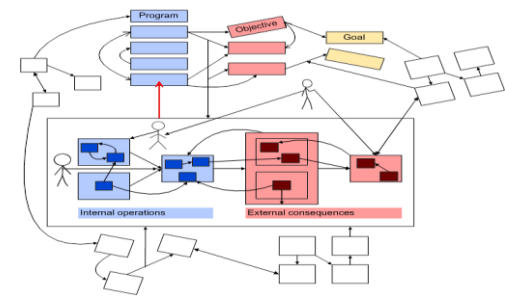 Program
Objective
Goal
Internal operations
External consequences